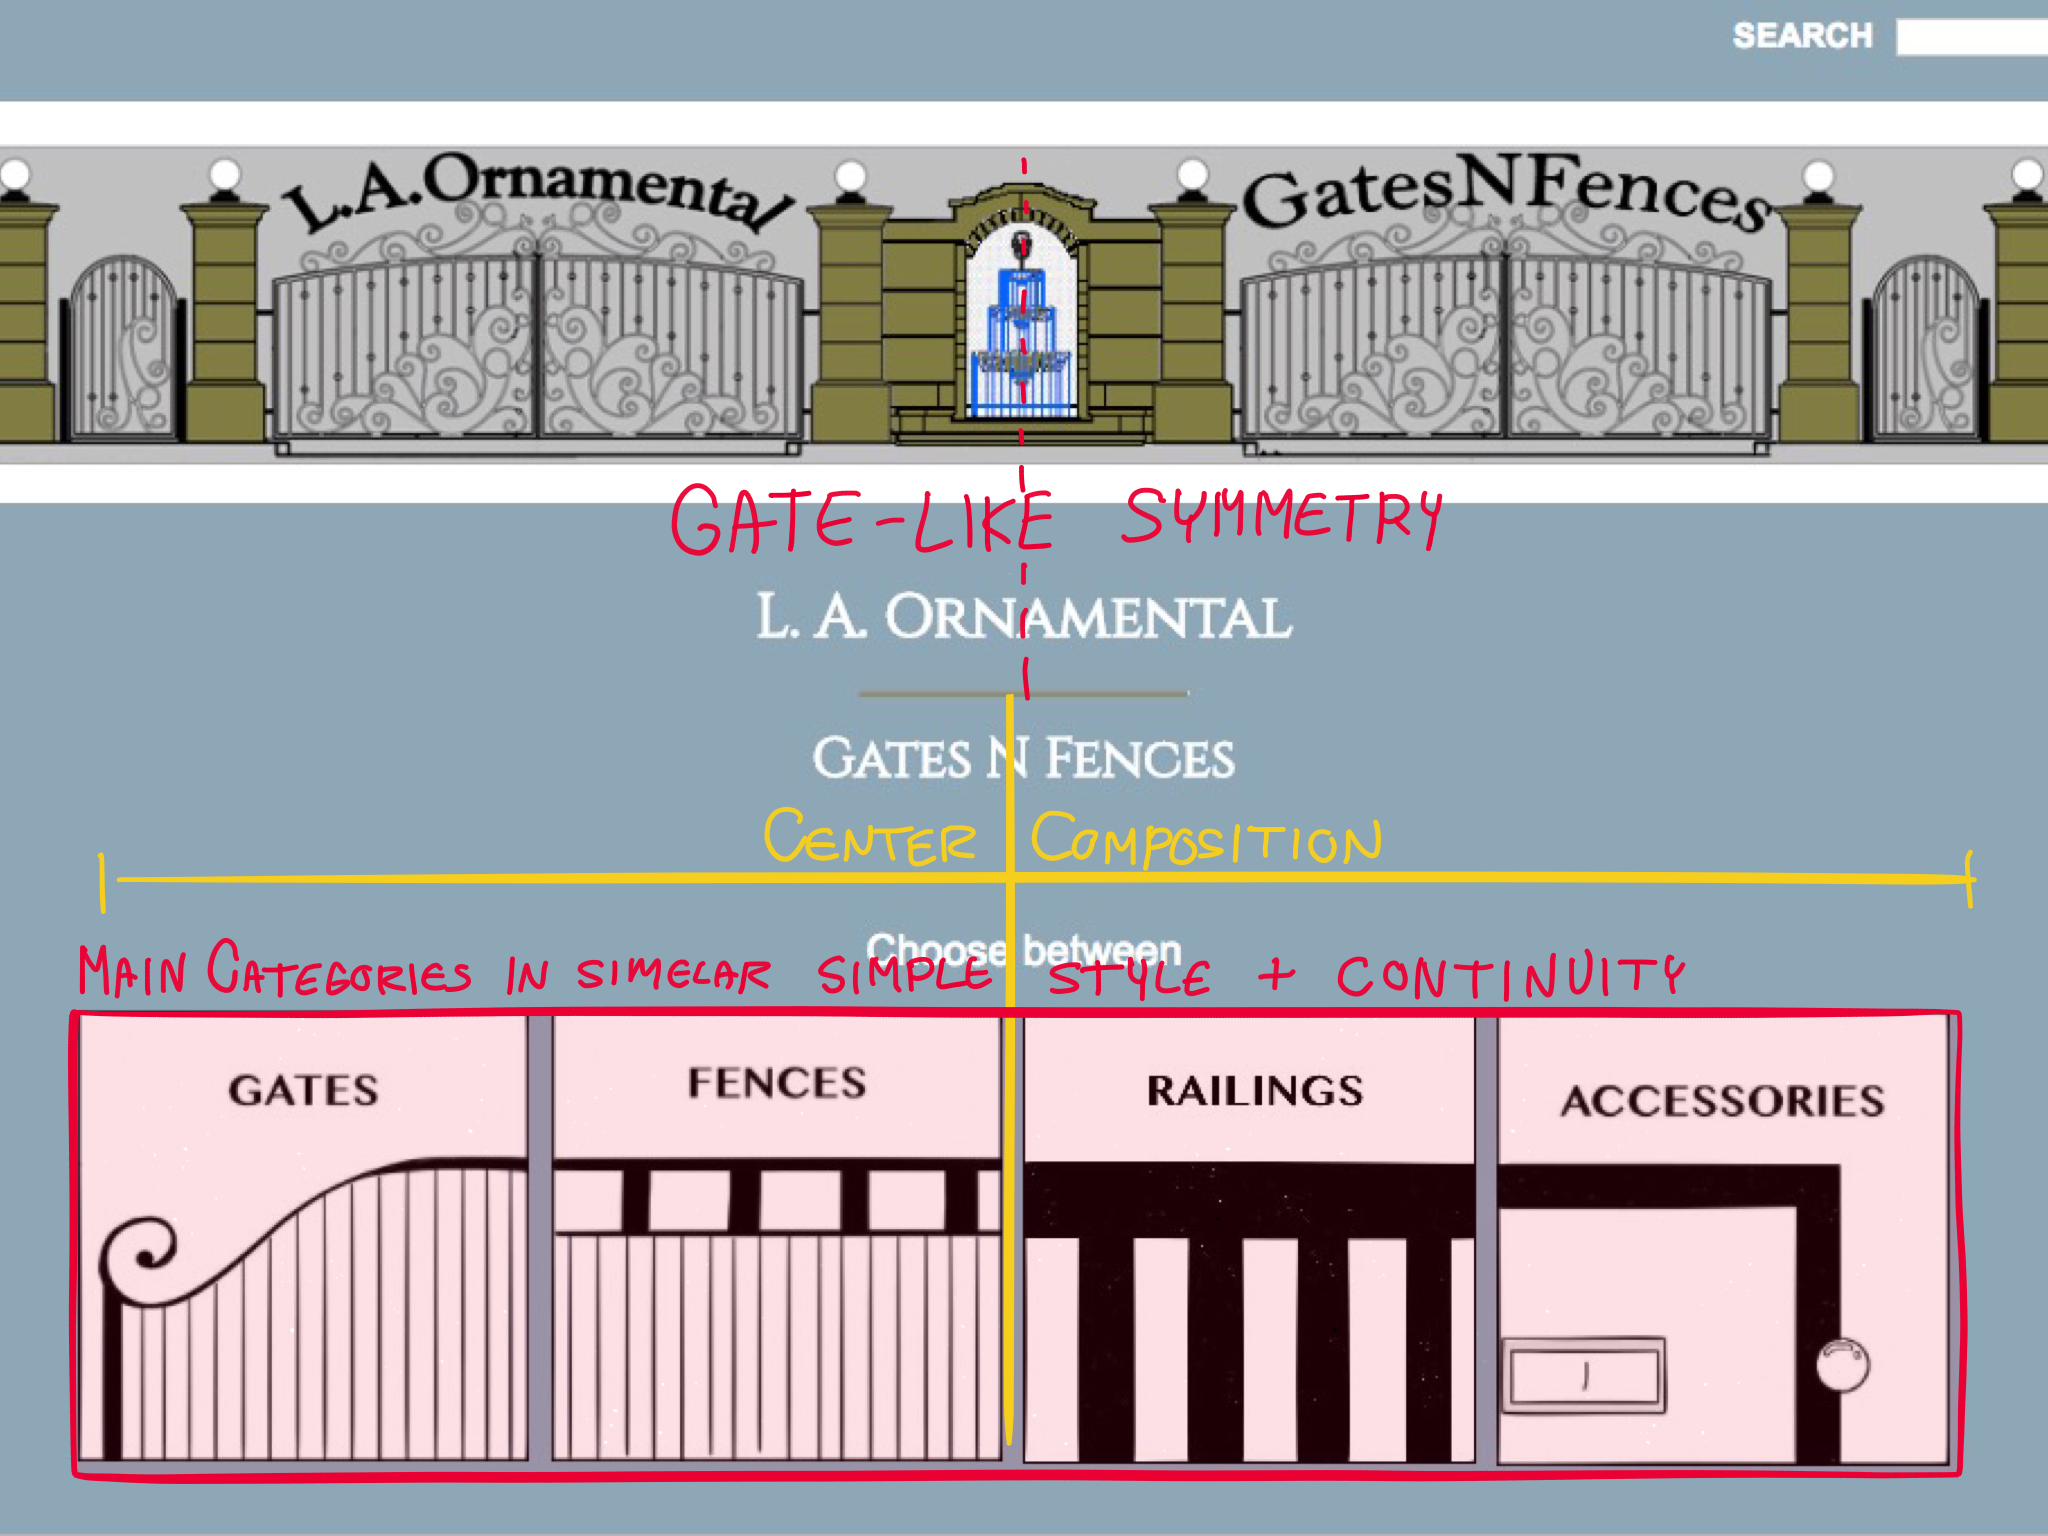 SEARCH
L.A.Ornamental
GatesNFences
GATE-LIKE SYMMETRY
L. A. ORNAMENTAL
GATES N FENCES
CENTER COMPOSITION
Choose between
MAIN CATEGORIES IN SIMELAR SIMPLE STYLE + CONTINUITY
GATES
FENCES
RAILINGS
ACCESSORIES